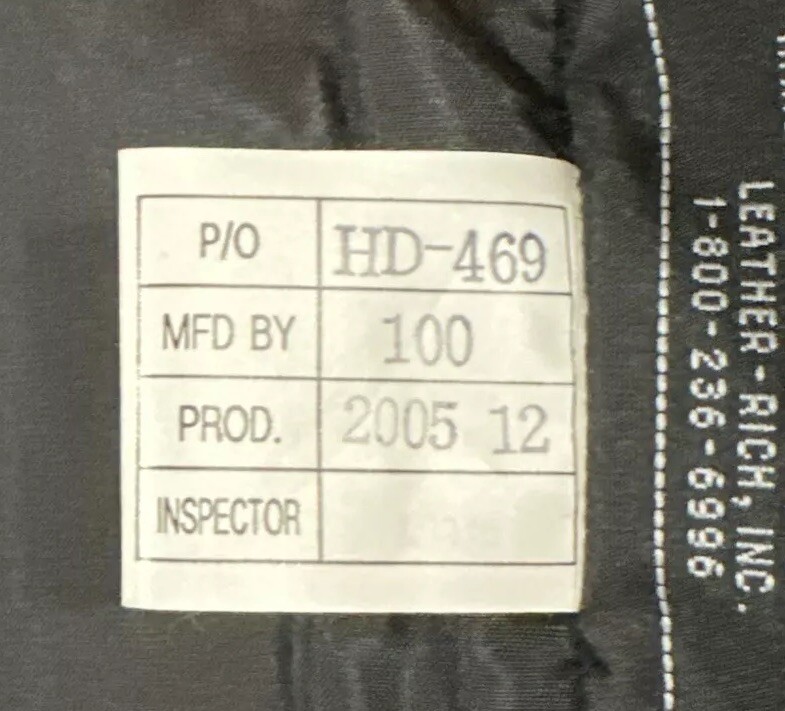 P/O HD-469
MFD BY 100
PROD. 2005 12
INSPECTOR
LEATHER-RICH, INC.
1-800-236-6996